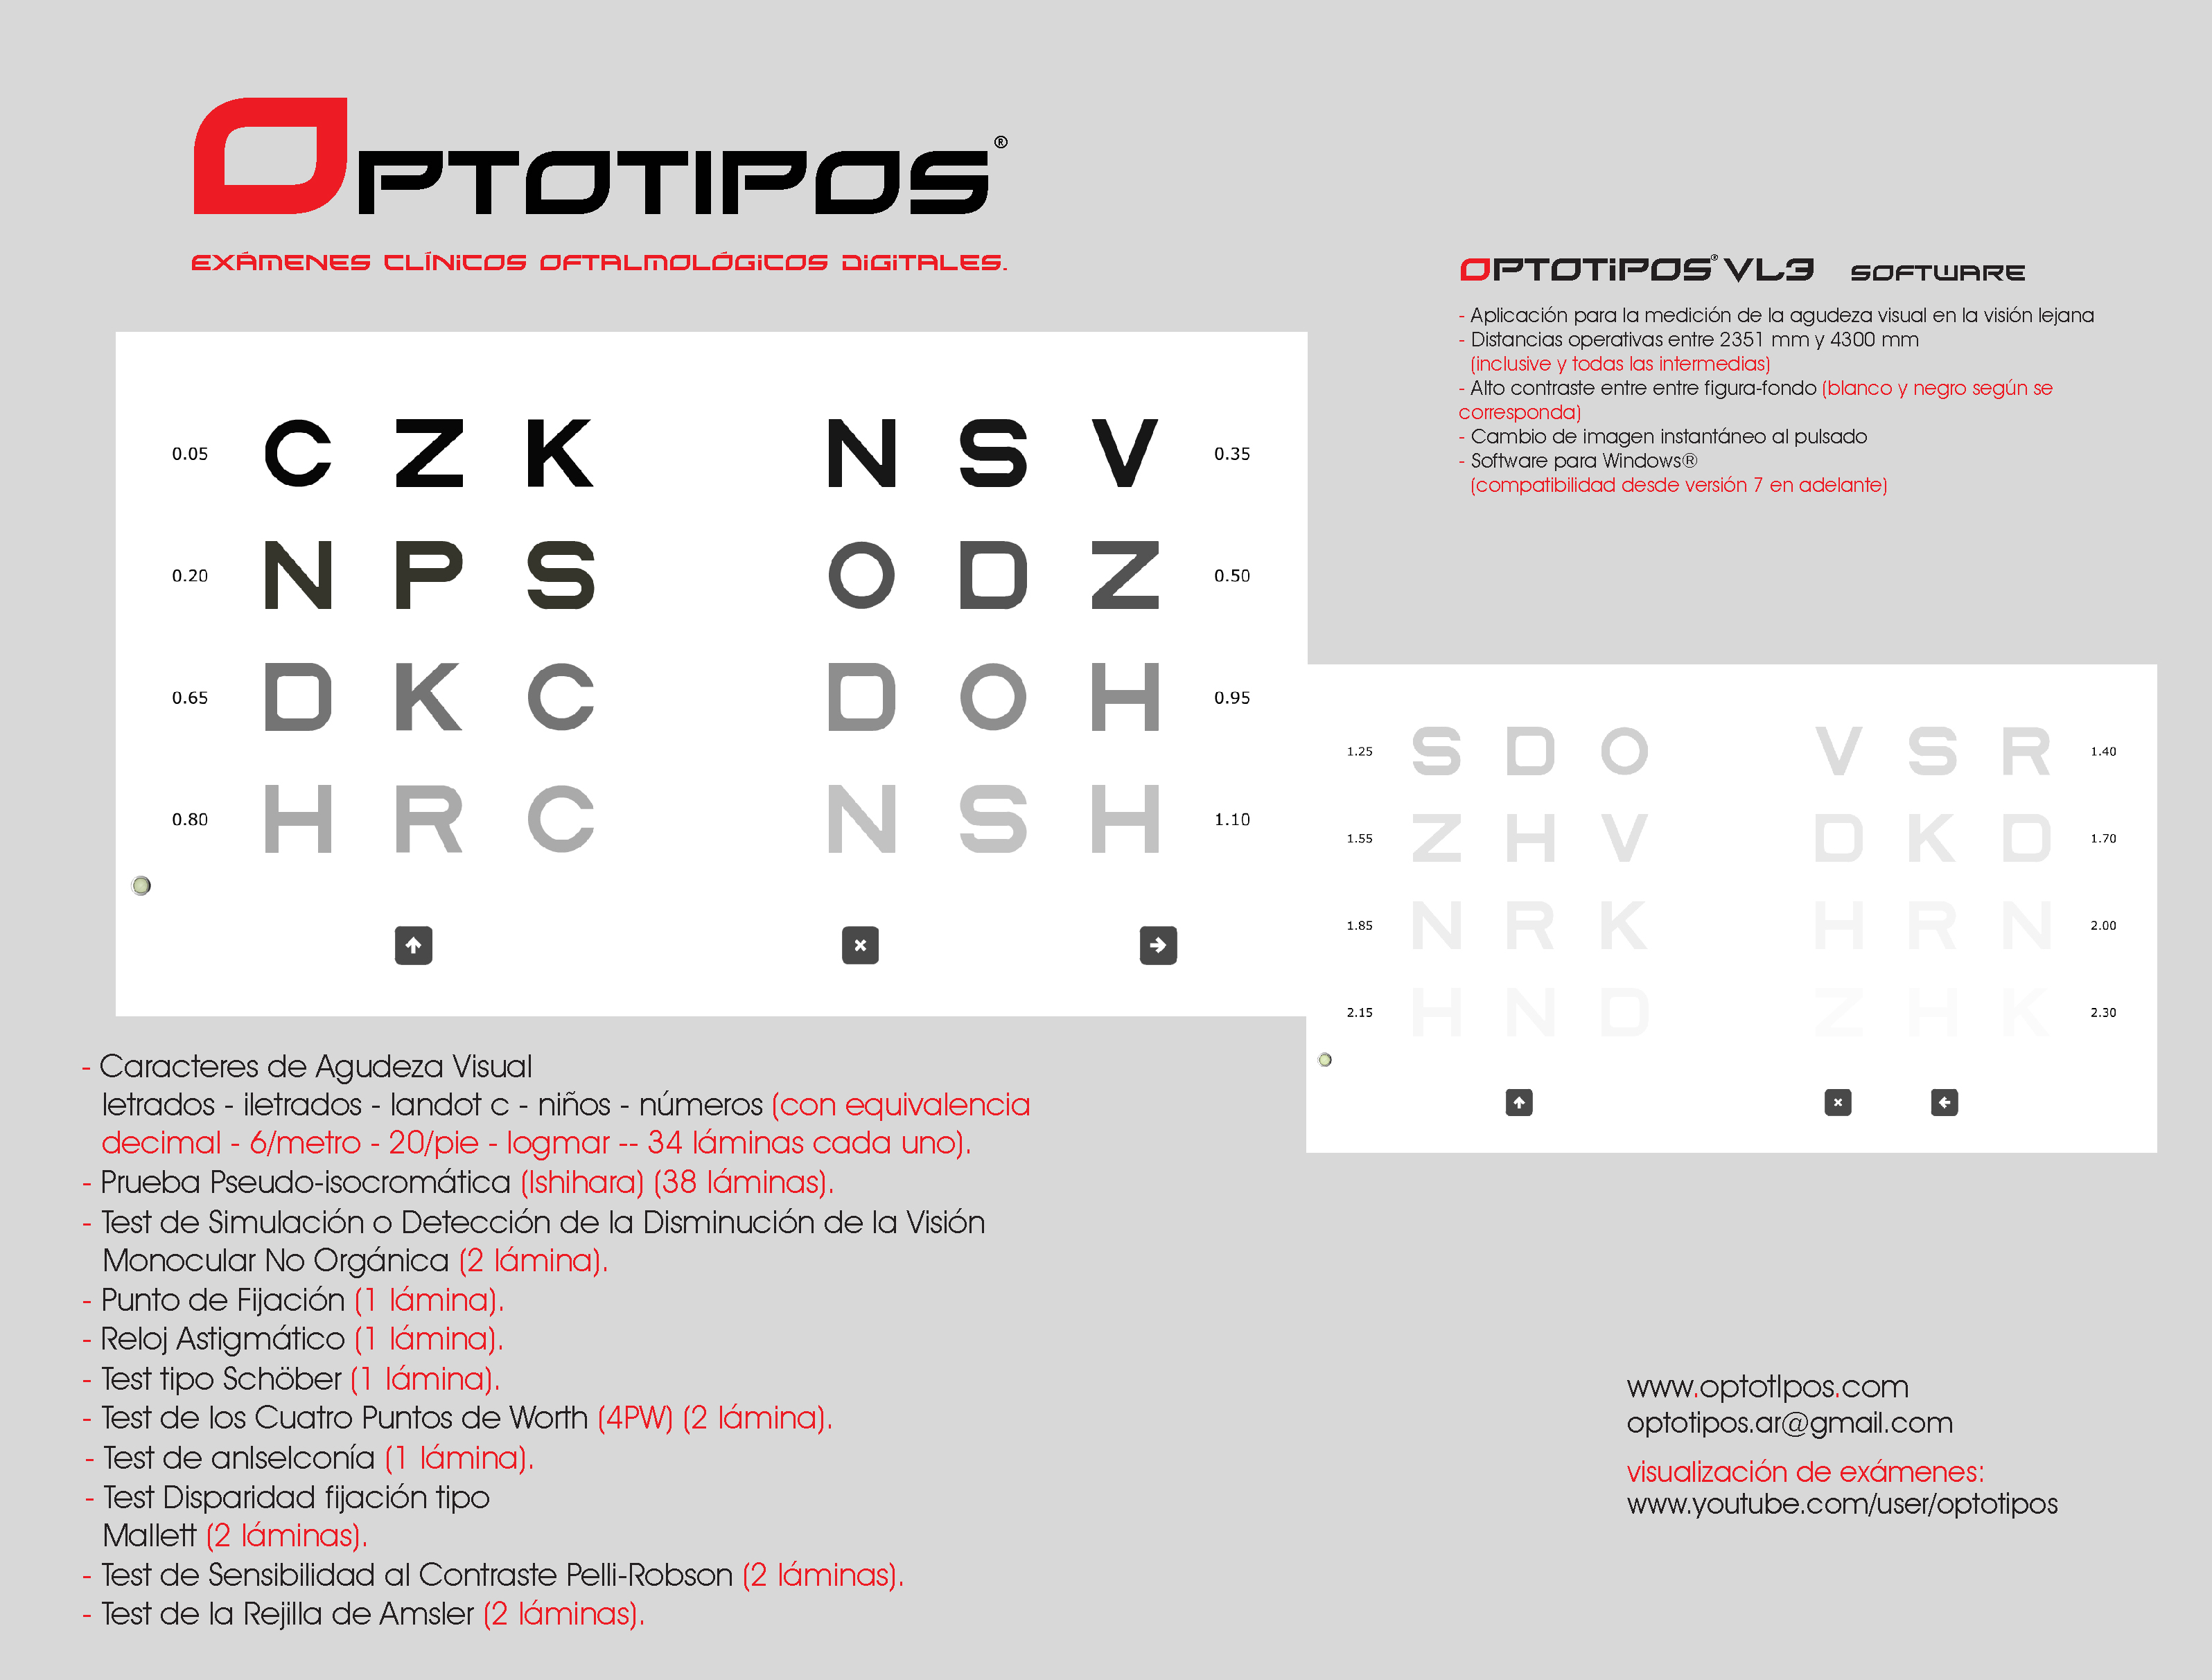 OPTOTIPOS®
EXÁMENES CLÍNICOS OFTALMOLÓGICOS DIGITALES.
OPTOTIPOS® VL3 SOFTWARE
- Aplicación para la medición de la agudeza visual en la visión lejana
- Distancias operativas entre 2351 mm y 4300 mm
(inclusive y todas las intermedias)
- Alto contraste entre entre figura-fondo (blanco y negro según se
corresponda)
- Cambio de imagen instantáneo al pulsado
- Software para Windows®
(compatibilidad desde versión 7 en adelante)
0.05 C Z K N S V 0.35
0.20 N P S O D Z 0.50
0.65 D K C D O H 0.95
0.80 H R C N S H 1.10
1.25 S D O V S R 1.40
1.55 Z H V D K D 1.70
1.85 N R K H R N 2.00
2.15 H N D Z H K 2.30
- Caracteres de Agudeza Visual
letrados - iletrados - landot c - niños - números (con equivalencia
decimal - 6/metro - 20/pie - logmar -- 34 láminas cada uno).
- Prueba Pseudo-isocromática (Ishihara) (38 láminas).
- Test de Simulación o Detección de la Disminución de la Visión
Monocular No Orgánica (2 lámina).
- Punto de Fijación (1 lámina).
- Reloj Astigmático (1 lámina).
- Test tipo Schöber (1 lámina).
- Test de los Cuatro Puntos de Worth (4PW) (2 lámina).
- Test de anIseIconía (1 lámina).
- Test Disparidad fijación tipo
Mallett (2 láminas).
- Test de Sensibilidad al Contraste Pelli-Robson (2 láminas).
- Test de la Rejilla de Amsler (2 láminas).
www.optotIpos.com
optotipos.ar@gmail.com
visualización de exámenes:
www.youtube.com/user/optotipos